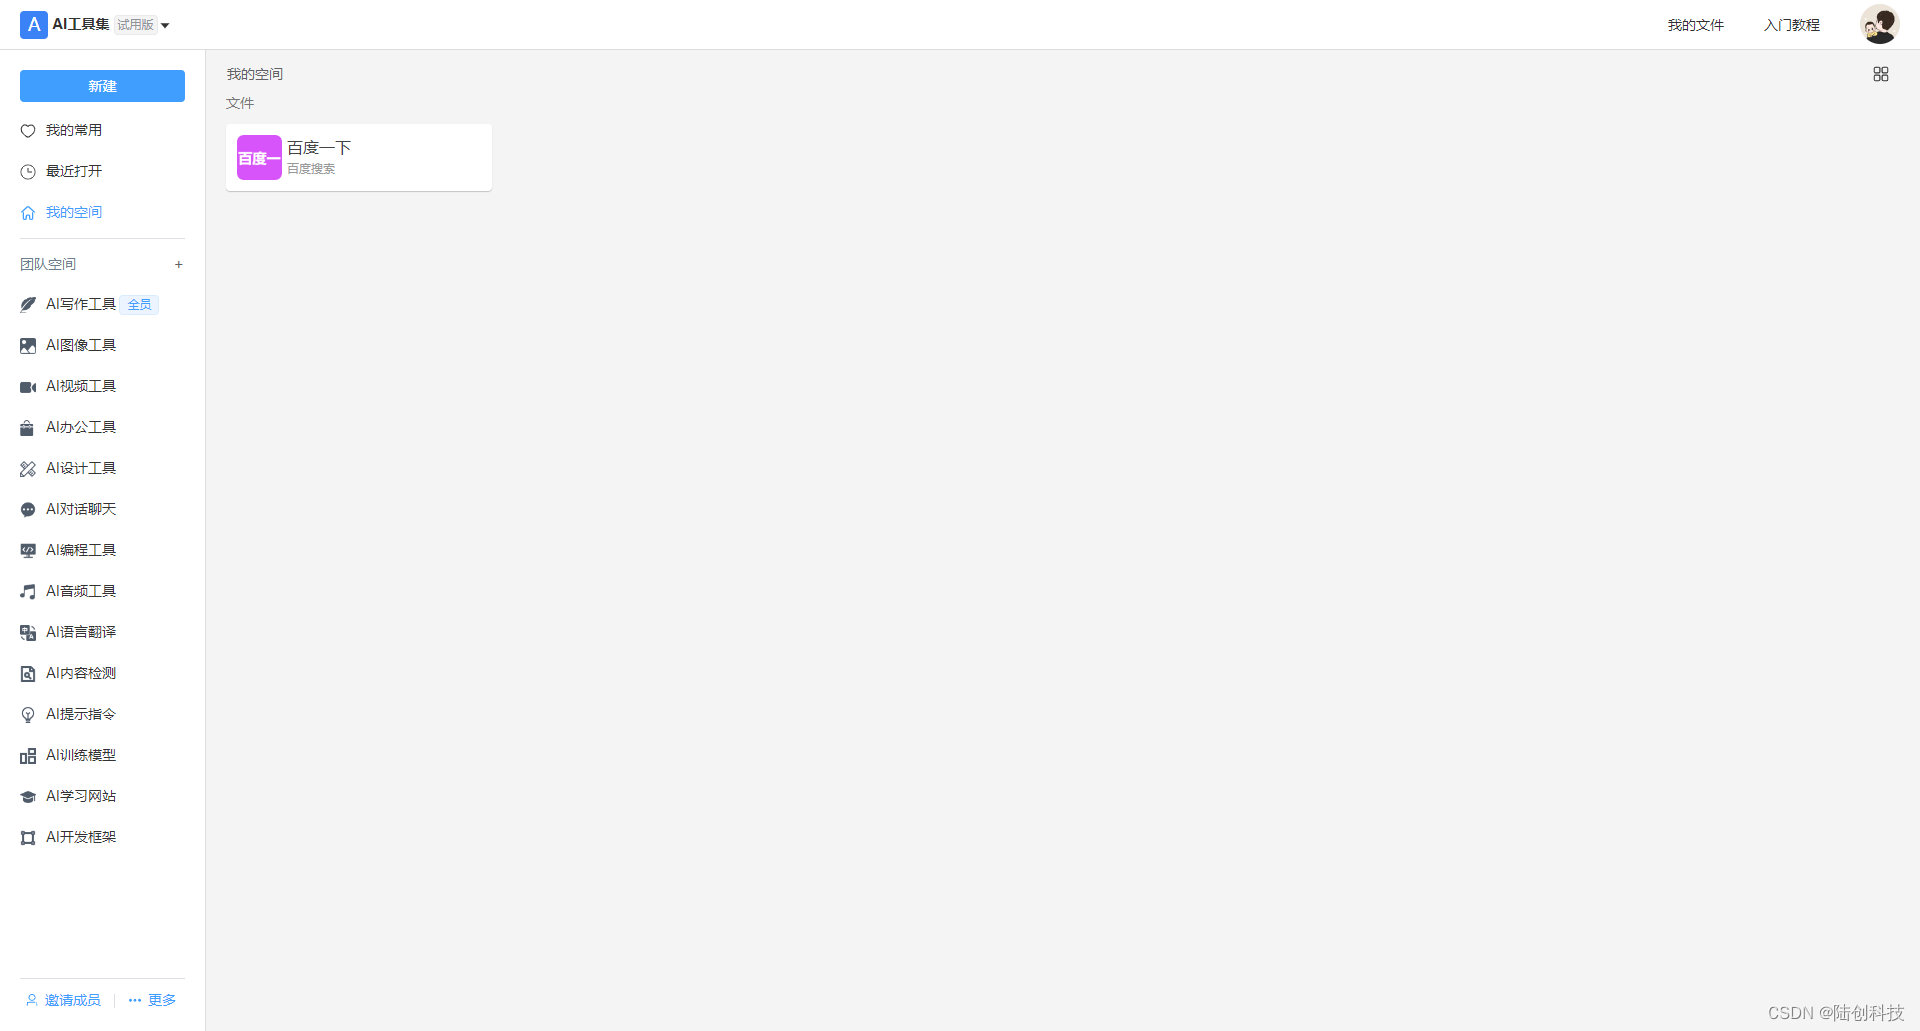 A AI工具集 试用版
我的文件
入门教程
新建
我的常用
最近打开
我的空间
团队空间 +
AI写作工具 全员
AI图像工具
AI视频工具
AI办公工具
AI设计工具
AI对话聊天
AI编程工具
AI音频工具
AI语言翻译
AI内容检测
AI提示指令
AI训练模型
AI学习网站
AI开发框架
邀请成员
更多
我的空间
文件
百度一
百度一下
百度搜索
CSDN @陆创科技